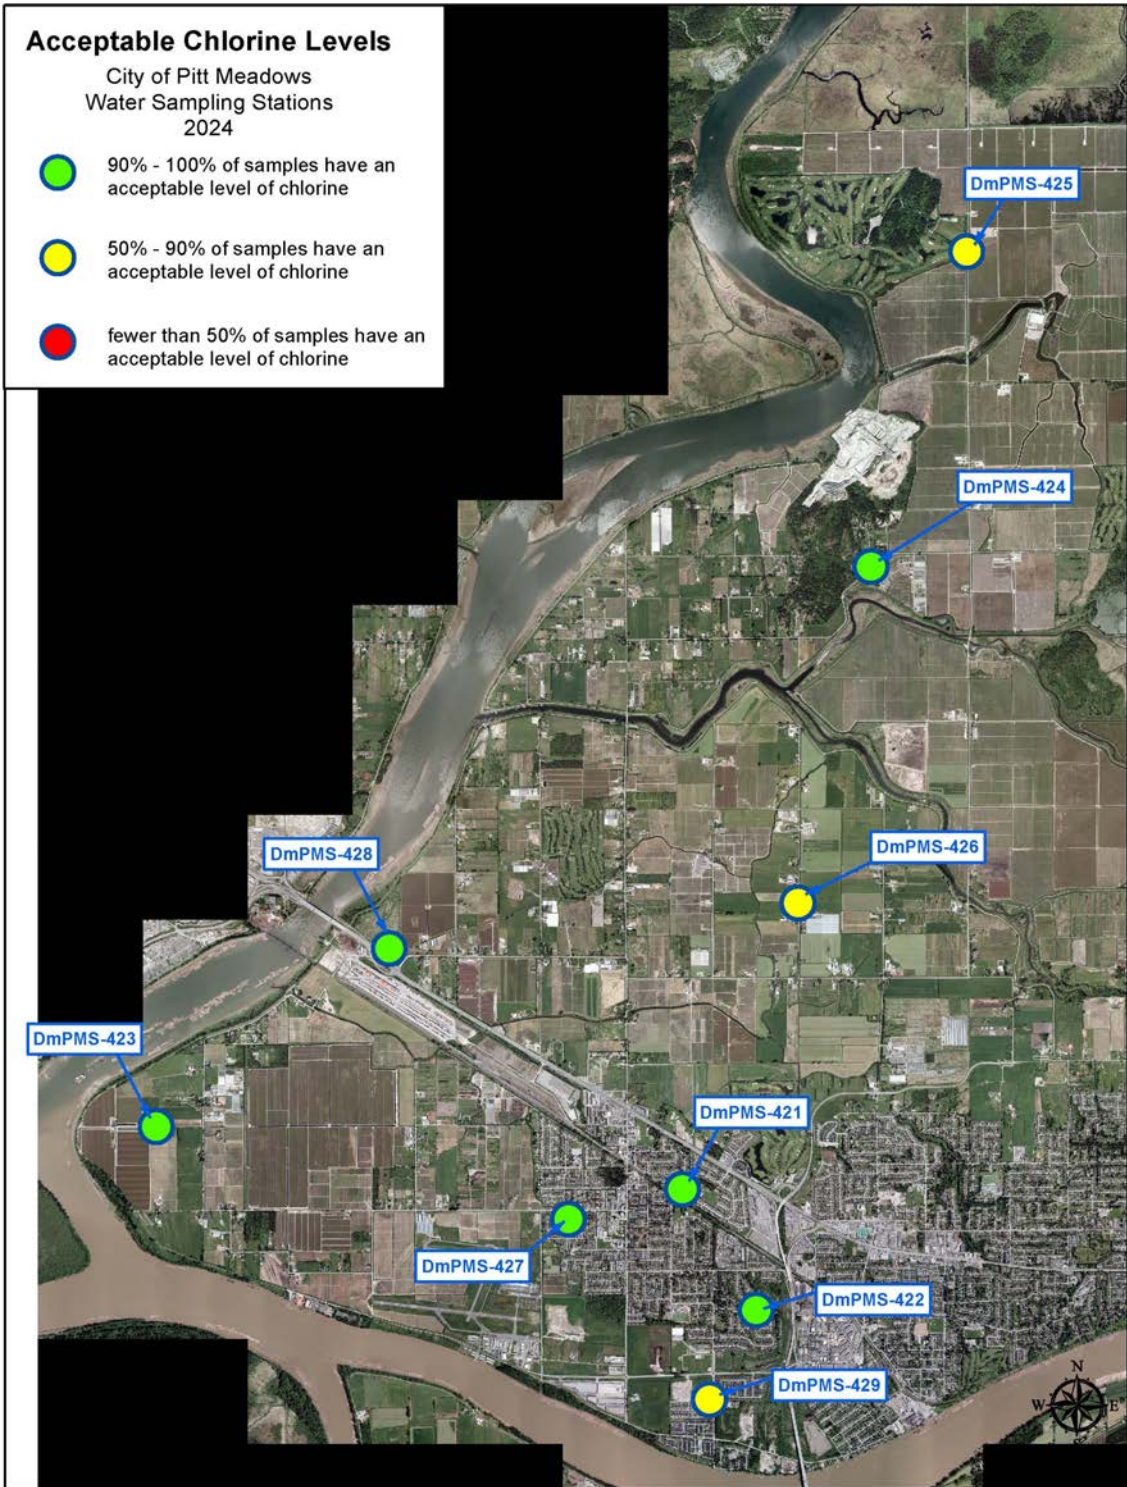 Acceptable Chlorine Levels
City of Pitt Meadows
Water Sampling Stations
2024
90% - 100% of samples have an
acceptable level of chlorine
50% - 90% of samples have an
acceptable level of chlorine
fewer than 50% of samples have an
acceptable level of chlorine
DmPMS-425
DmPMS-424
DmPMS-428
DmPMS-426
DmPMS-423
DmPMS-421
DmPMS-427
DmPMS-422
DmPMS-429
N
W E
S